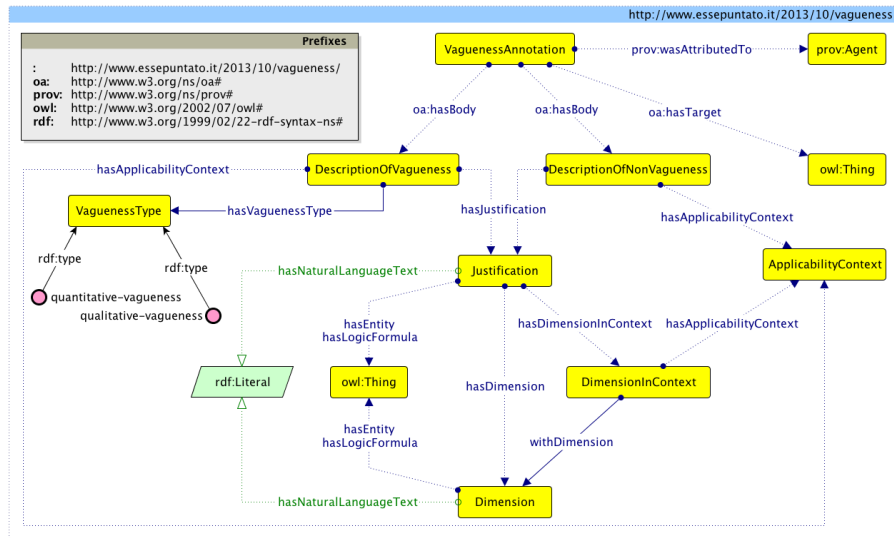 http://www.essepuntato.it/2013/10/vagueness
Prefixes
: http://www.essepuntato.it/2013/10/vagueness/
oa: http://www.w3.org/ns/oa#
prov: http://www.w3.org/ns/prov#
owl: http://www.w3.org/2002/07/owl#
rdf: http://www.w3.org/1999/02/22-rdf-syntax-ns#
VaguenessAnnotation
prov:wasAttributedTo
prov:Agent
oa:hasBody
oa:hasBody
oa:hasTarget
hasApplicabilityContext
DescriptionOfVagueness
DescriptionOfNonVagueness
owl:Thing
VaguenessType
hasVaguenessType
hasJustification
hasApplicabilityContext
rdf:type
rdf:type
hasNaturalLanguageText
Justification
ApplicabilityContext
quantitative-vagueness
qualitative-vagueness
hasEntity
hasLogicFormula
hasDimensionInContext
hasApplicabilityContext
rdf:Literal
owl:Thing
hasDimension
DimensionInContext
hasEntity
hasLogicFormula
withDimension
hasNaturalLanguageText
Dimension